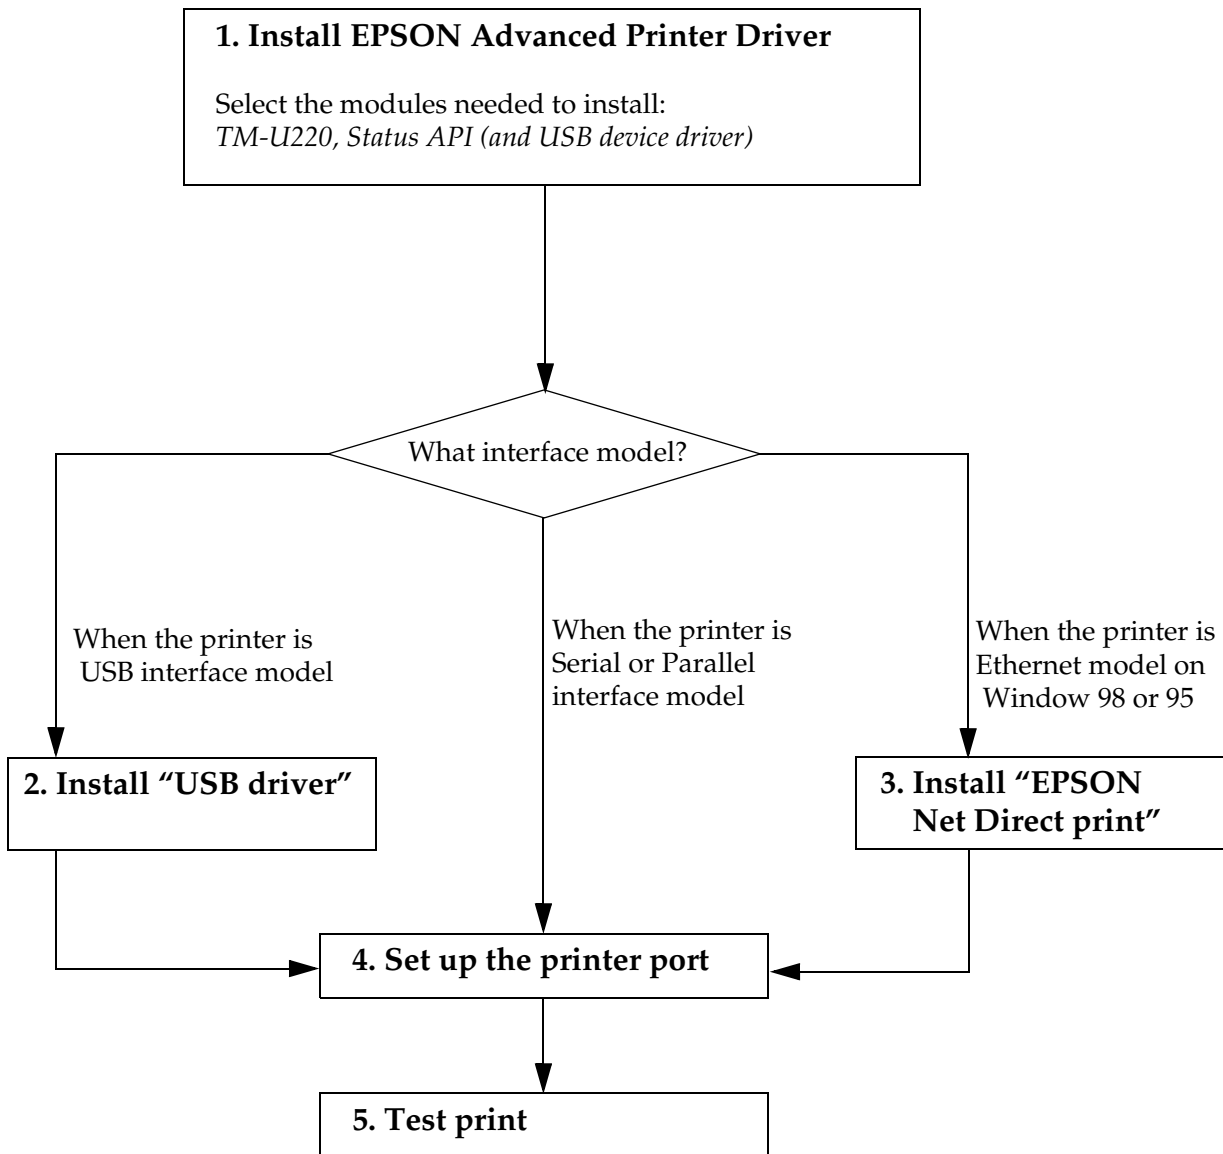 1. Install EPSON Advanced Printer Driver
Select the modules needed to install:
TM-U220, Status API (and USB device driver)
What interface model?
When the printer is
USB interface model
When the printer is
Serial or Parallel
interface model
When the printer is
Ethernet model on
Window 98 or 95
2. Install “USB driver”
3. Install “EPSON
Net Direct print”
4. Set up the printer port
5. Test print